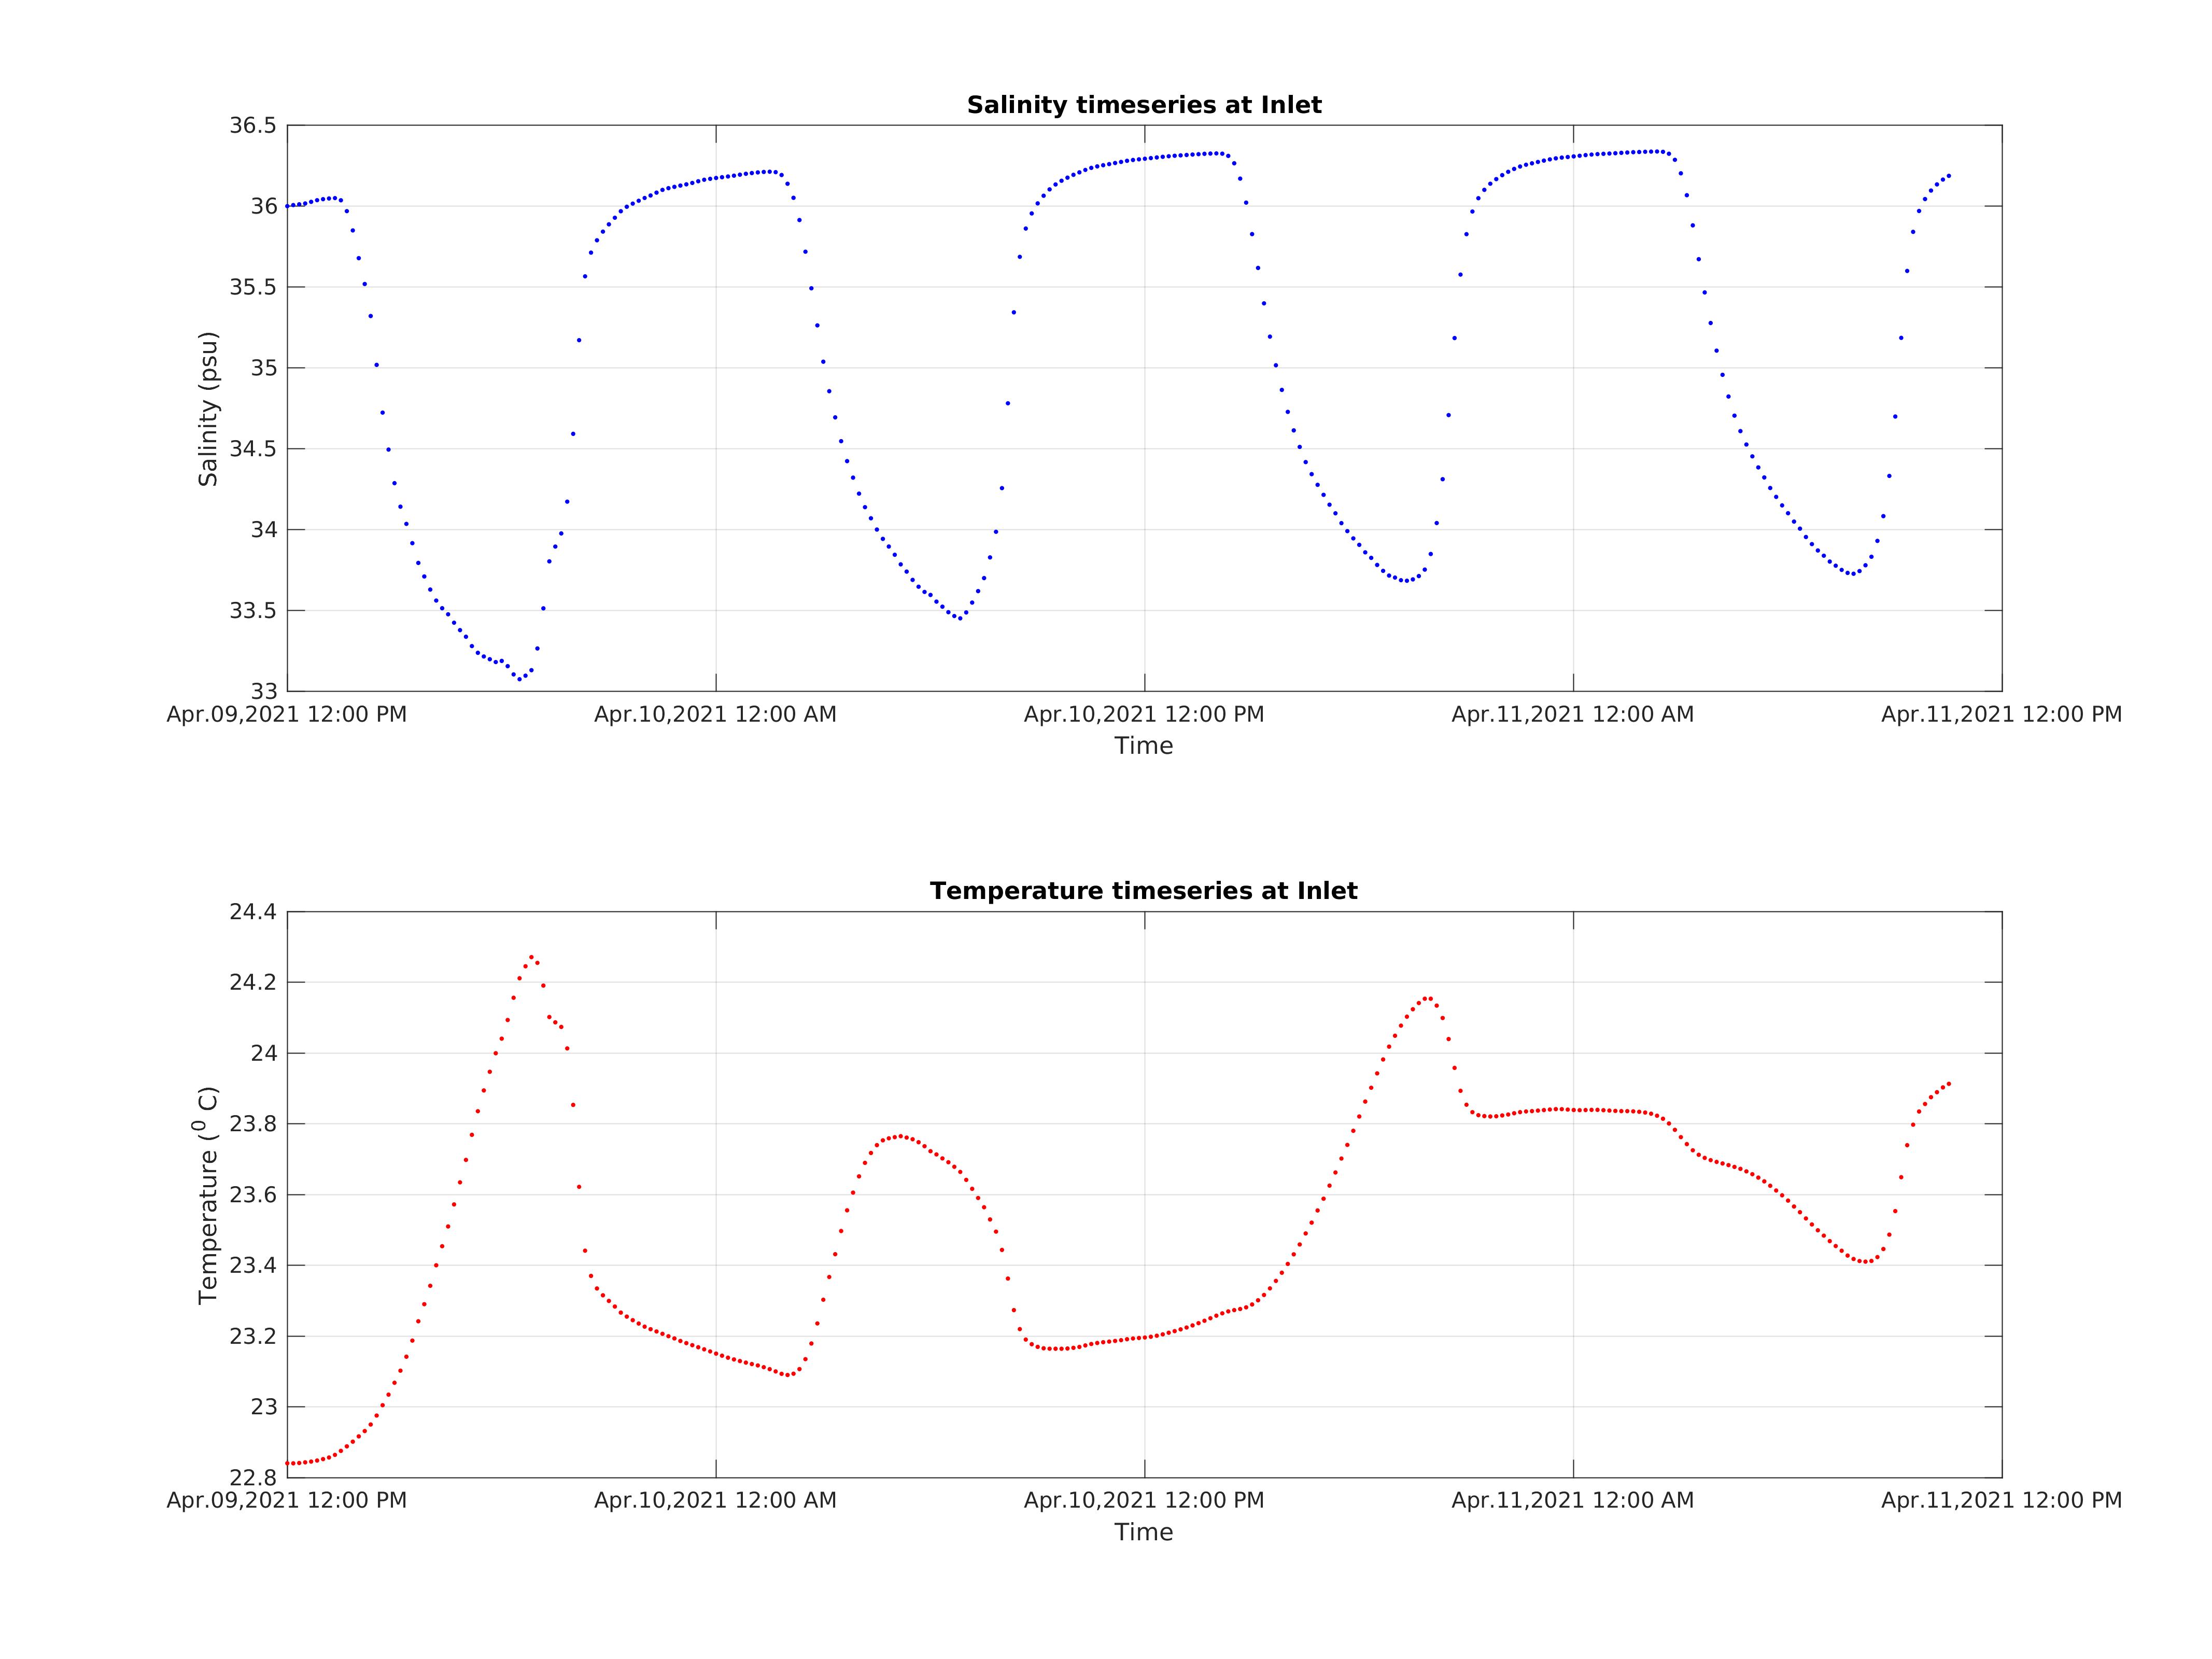 Salinity timeseries at Inlet
36.5
36
35.5
35
34.5
34
33.5
33
Salinity (psu)
Apr.09,2021 12:00 PM Apr.10,2021 12:00 AM Apr.10,2021 12:00 PM Apr.11,2021 12:00 AM Apr.11,2021 12:00 PM
Time
Temperature timeseries at Inlet
24.4
24.2
24
23.8
23.6
23.4
23.2
23
22.8
Temperature (⁰ C)
Apr.09,2021 12:00 PM Apr.10,2021 12:00 AM Apr.10,2021 12:00 PM Apr.11,2021 12:00 AM Apr.11,2021 12:00 PM
Time